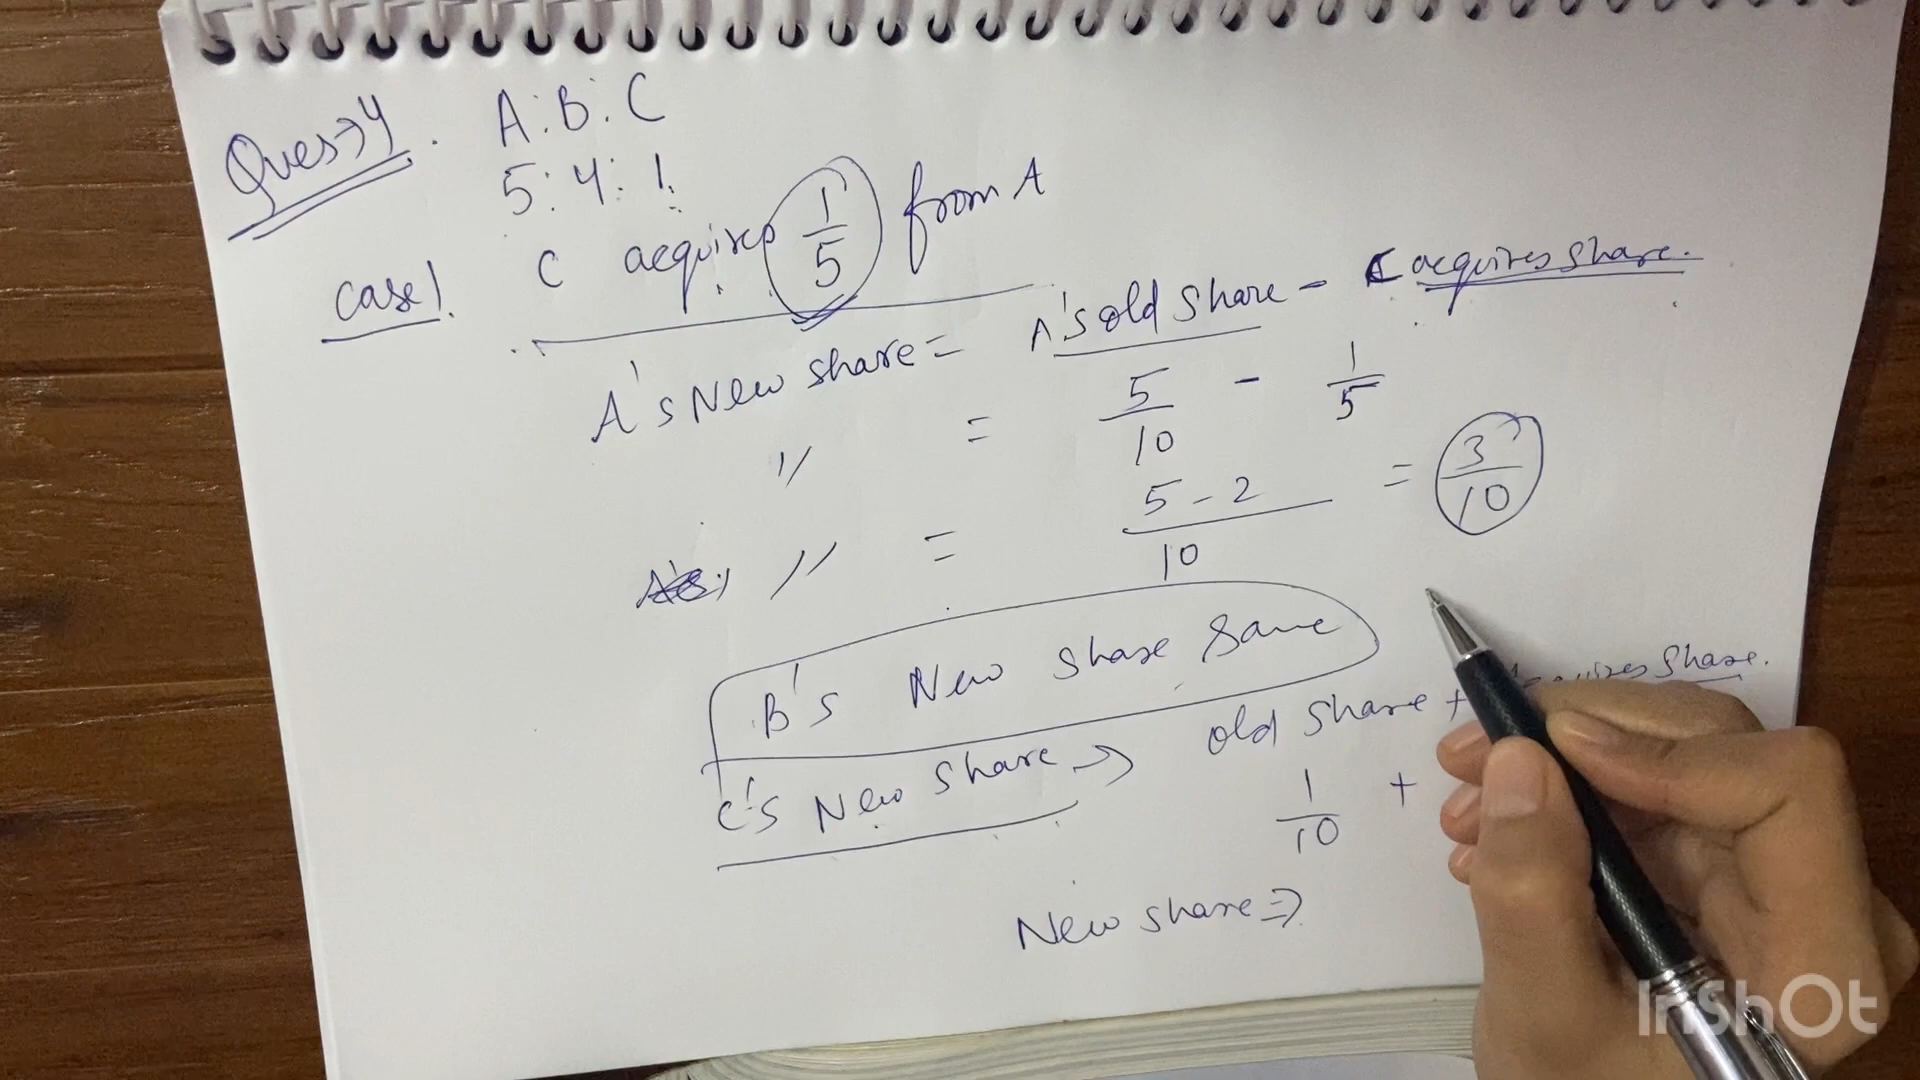 Ques→4. A:B:C
5:4:1
Case 1. C acquires 1/5 from A
A's New share = A's old share - C acquires share.
〃 = 5/10 - 1/5
〃 = 5-2/10 = 3/10
B's New Share Same
C's New Share → old Share + Acquires Share.
1/10 +
New share ⇒
InShOt